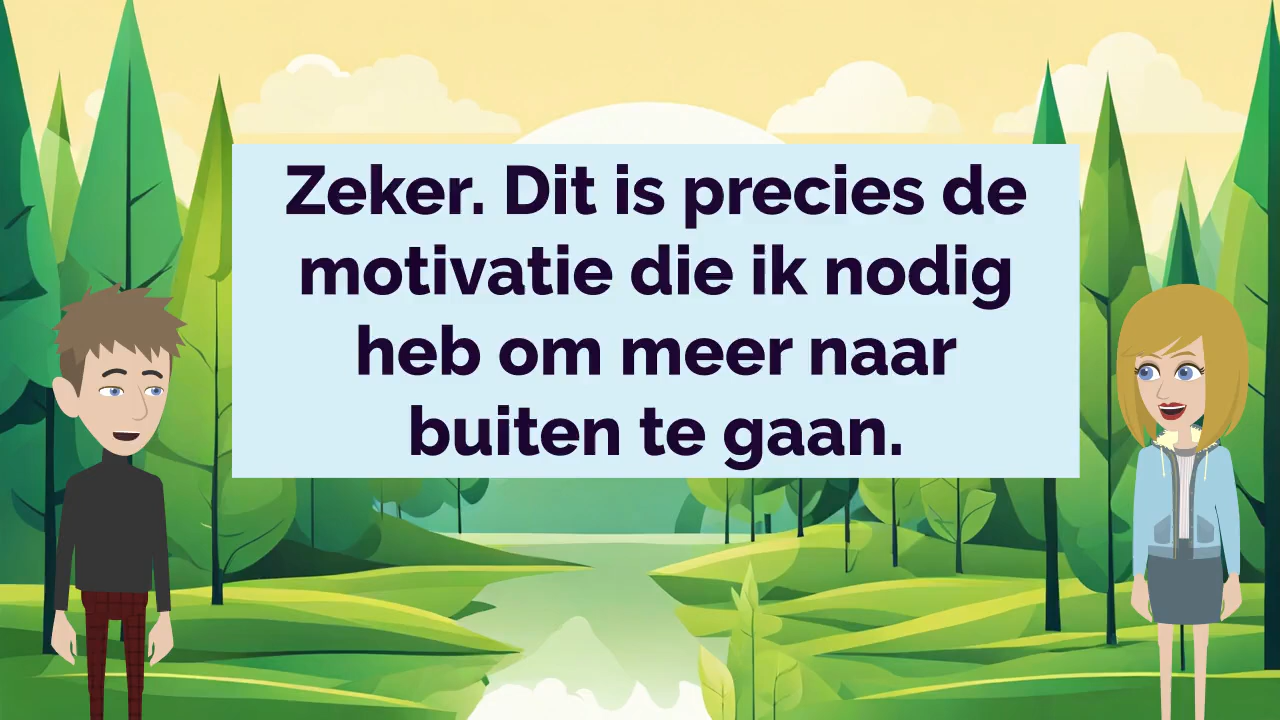 Zeker. Dit is precies de
motivatie die ik nodig
heb om meer naar
buiten te gaan.